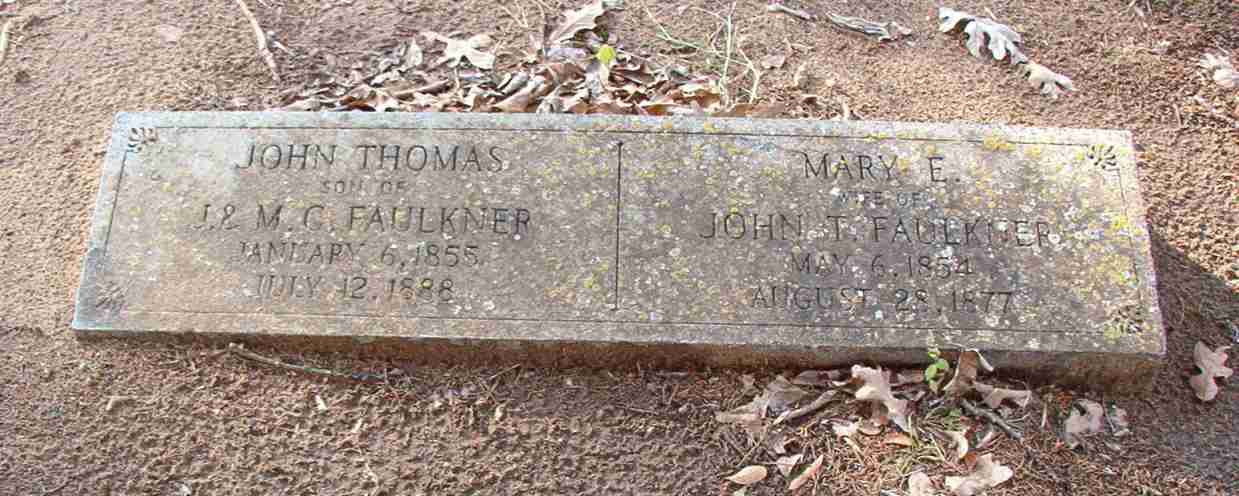 JOHN THOMAS
SON OF
J. & M. C. FAULKNER
JANUARY 6, 1855
JULY 12, 1888
MARY E.
WIFE OF
JOHN T. FAULKNER
MAY 6, 1854
AUGUST 28, 1877